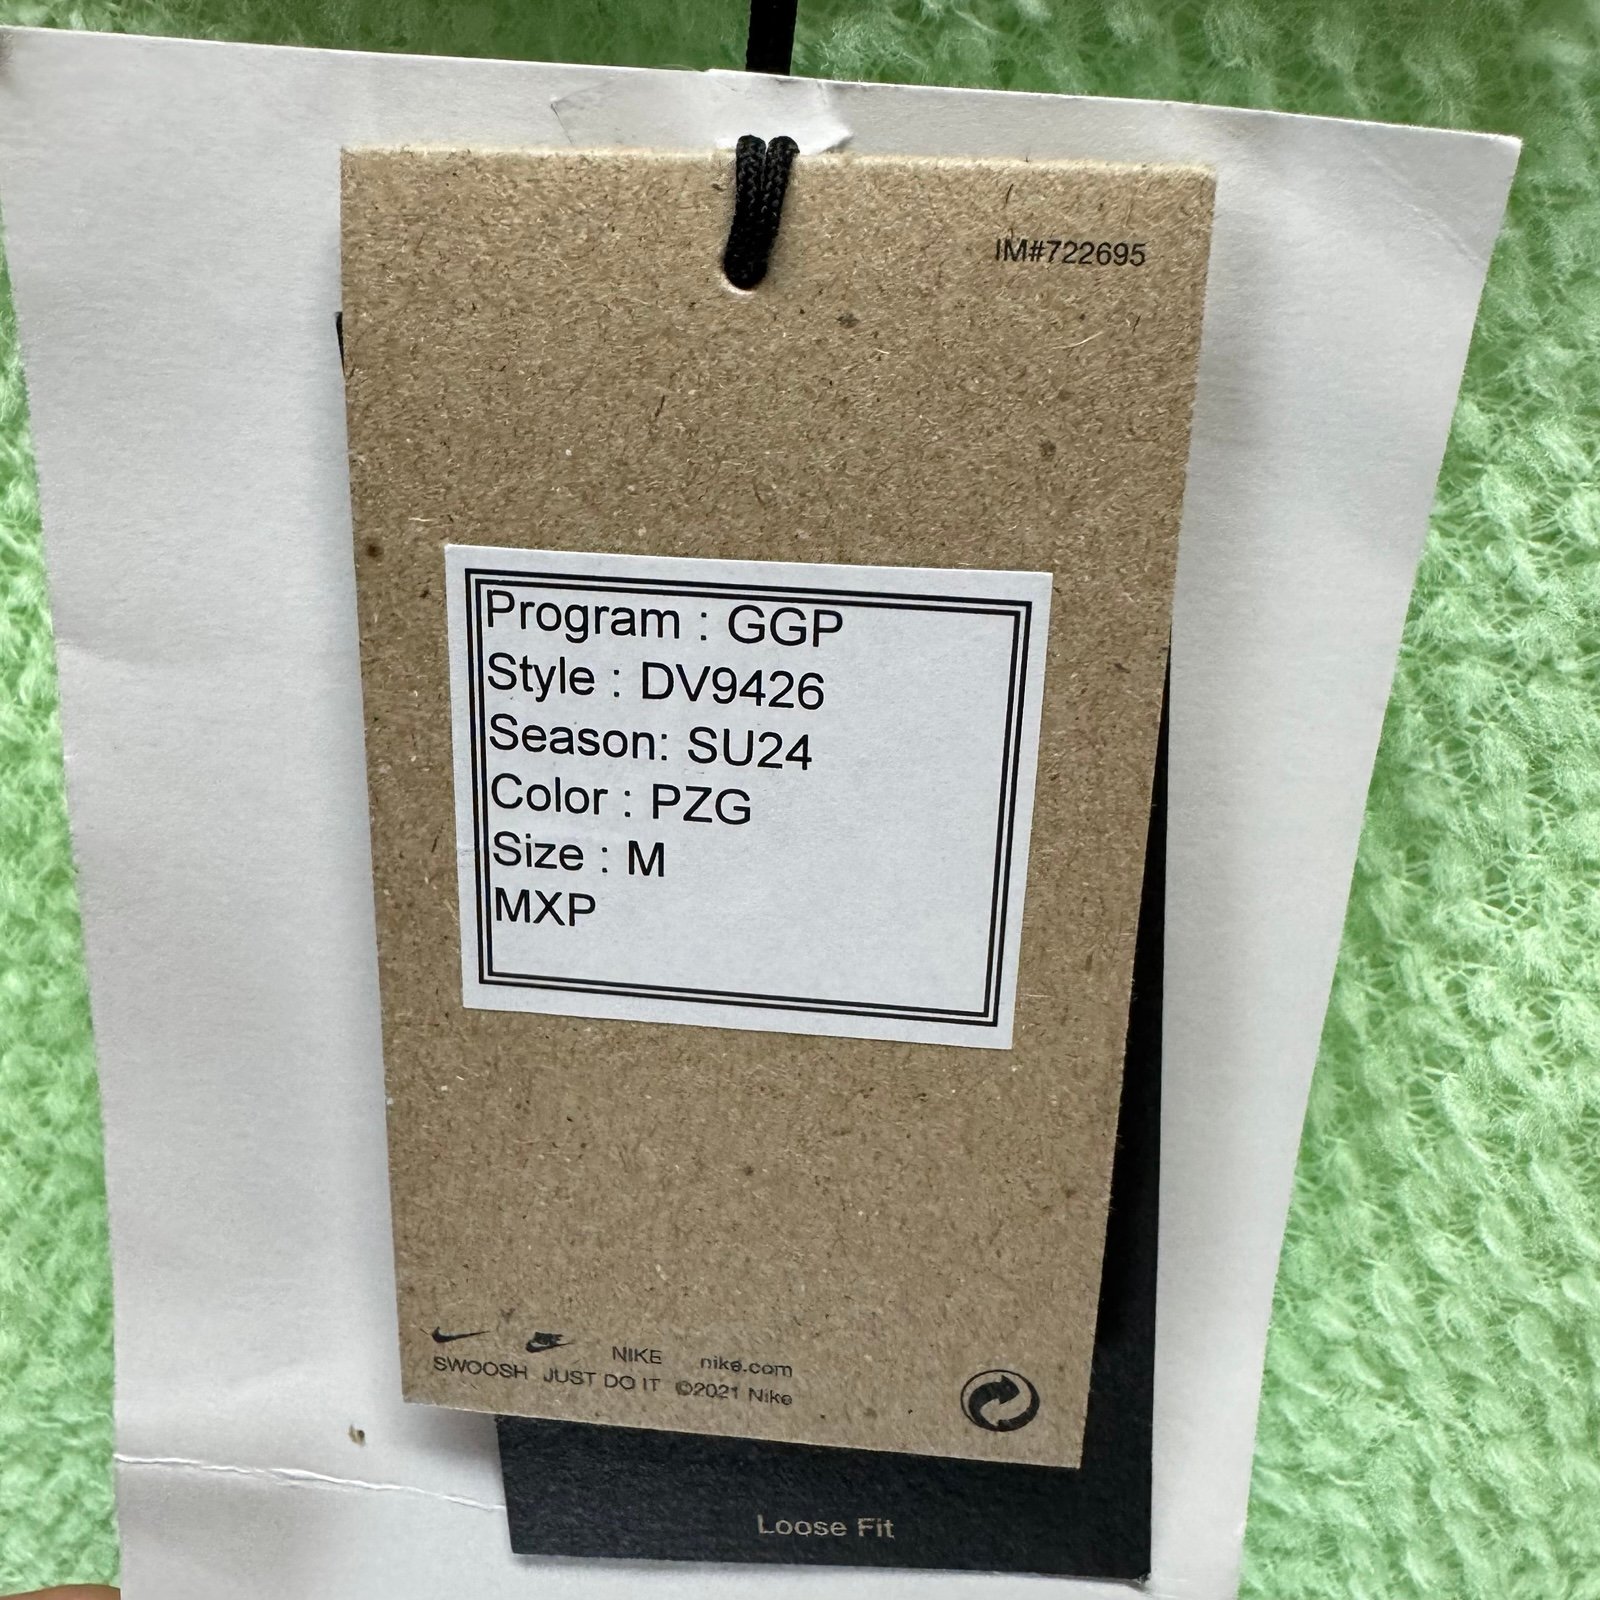 IM#722695
Program : GGP
Style : DV9426
Season: SU24
Color : PZG
Size : M
MXP
NIKE nike.com
SWOOSH JUST DO IT ©2021 Nike
Loose Fit